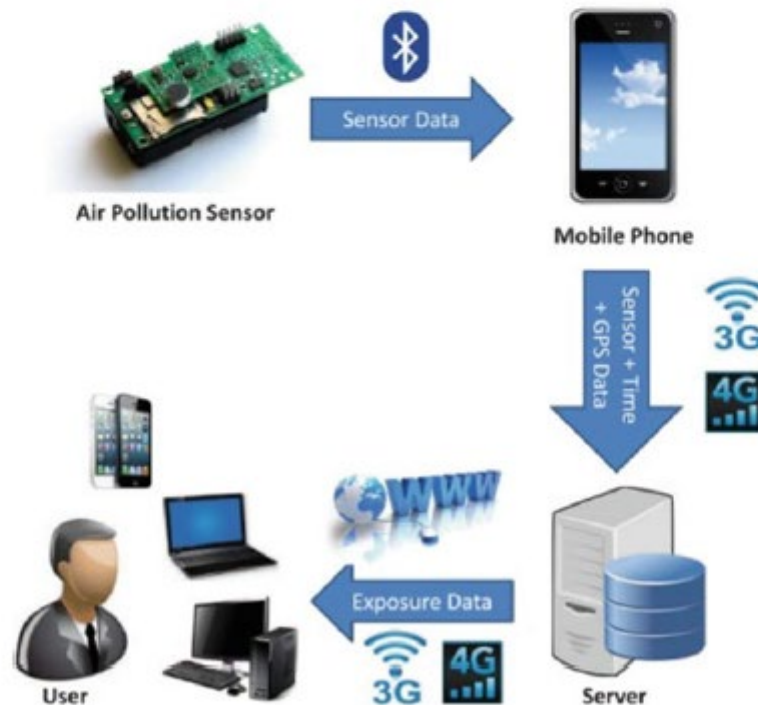 Sensor Data
Air Pollution Sensor
Mobile Phone
Sensor + Time
+ GPS Data
3G
4G
WWW
Exposure Data
3G
4G
User
Server